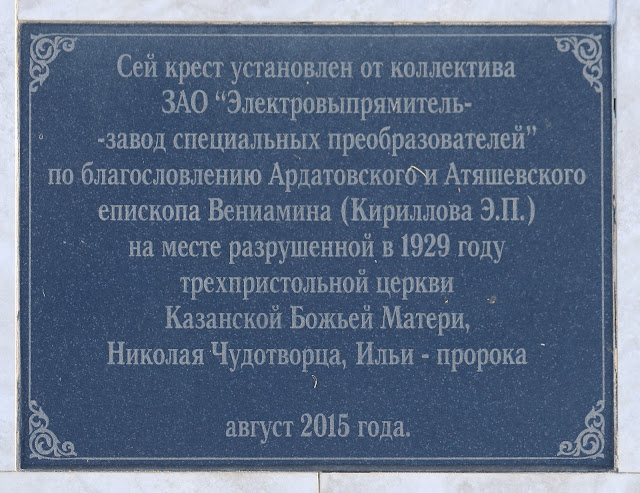 Сей крест установлен от коллектива
ЗАО “Электровыпрямитель-
-завод специальных преобразователей”
по благословлению Ардатовского и Атяшевского
епископа Вениамина (Кириллова Э.П.)
на месте разрушенной в 1929 году
трехпристольной церкви
Казанской Божьей Матери,
Николая Чудотворца, Ильи - пророка
август 2015 года.